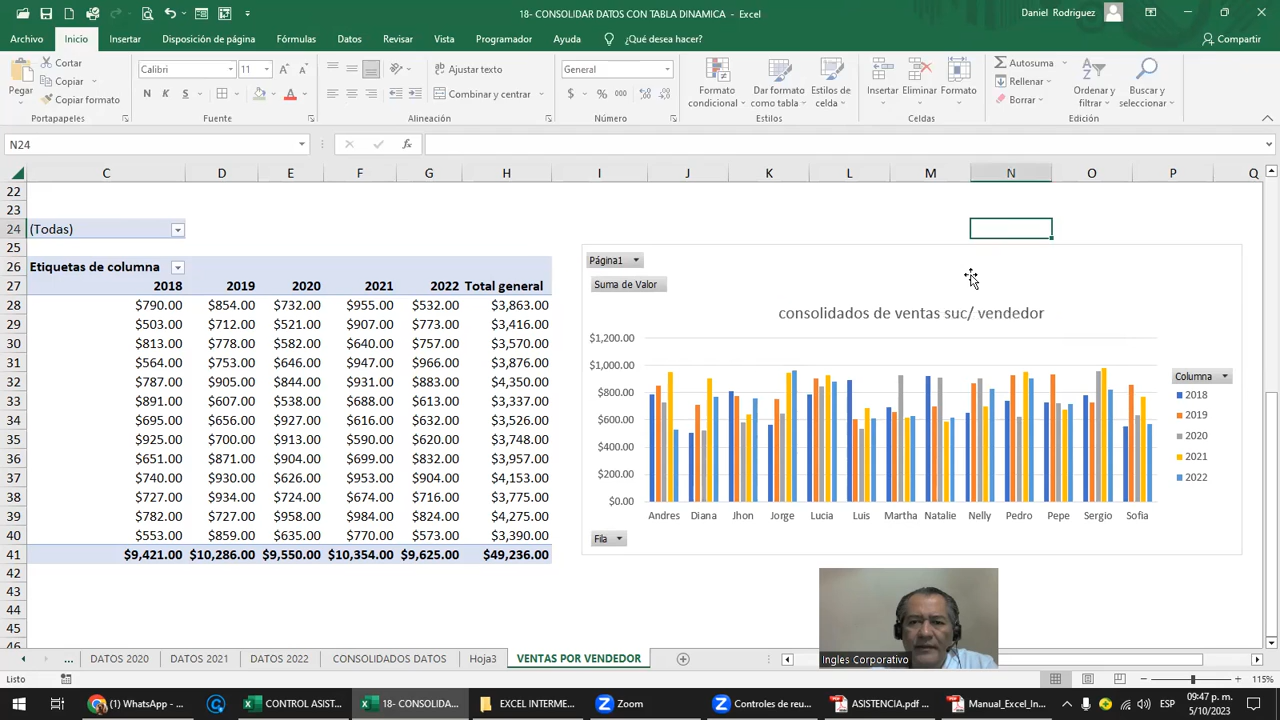 18- CONSOLIDAR DATOS CON TABLA DINAMICA - Excel
Daniel Rodriguez
Archivo Inicio Insertar Disposición de página Fórmulas Datos Revisar Vista Programador Ayuda ¿Qué desea hacer? Compartir
Pegar
Cortar
Copiar
Copiar formato
Portapapeles
Calibri 11
N K S
Fuente
Ajustar texto
Combinar y centrar
Alineación
General
$ % 000
Número
Formato condicional
Dar formato como tabla
Estilos de celda
Estilos
Insertar
Eliminar
Formato
Celdas
Autosuma
Rellenar
Borrar
Ordenar y filtrar
Buscar y seleccionar
Edición
N24 fx
C D E F G H I J K L M N O P Q
22
23
24 (Todas)
25
26 Etiquetas de columna
27 2018 2019 2020 2021 2022 Total general
28 $790.00 $854.00 $732.00 $955.00 $532.00 $3,863.00
29 $503.00 $712.00 $521.00 $907.00 $773.00 $3,416.00
30 $813.00 $778.00 $582.00 $640.00 $757.00 $3,570.00
31 $564.00 $753.00 $646.00 $947.00 $966.00 $3,876.00
32 $787.00 $905.00 $844.00 $931.00 $883.00 $4,350.00
33 $891.00 $607.00 $538.00 $688.00 $613.00 $3,337.00
34 $695.00 $656.00 $927.00 $616.00 $632.00 $3,526.00
35 $925.00 $700.00 $913.00 $590.00 $620.00 $3,748.00
36 $651.00 $871.00 $904.00 $699.00 $832.00 $3,957.00
37 $740.00 $930.00 $626.00 $953.00 $904.00 $4,153.00
38 $727.00 $934.00 $724.00 $674.00 $716.00 $3,775.00
39 $782.00 $727.00 $958.00 $984.00 $824.00 $4,275.00
40 $553.00 $859.00 $635.00 $770.00 $573.00 $3,390.00
41 $9,421.00 $10,286.00 $9,550.00 $10,354.00 $9,625.00 $49,236.00
42
43
44
45
Página1
Suma de Valor
consolidados de ventas suc/ vendedor
$1,200.00
$1,000.00
$800.00
$600.00
$400.00
$200.00
$0.00
Andres Diana Jhon Jorge Lucia Luis Martha Natalie Nelly Pedro Pepe Sergio Sofia
Columna
2018
2019
2020
2021
2022
Fila
Ingles Corporativo
... DATOS 2020 DATOS 2021 DATOS 2022 CONSOLIDADOS DATOS Hoja3 VENTAS POR VENDEDOR
Listo 115%
(1) WhatsApp - ... CONTROL ASIST... 18- CONSOLIDA... EXCEL INTERME... Zoom Controles de reu... ASISTENCIA.pdf ... Manual_Excel_In... ESP
09:47 p. m.
5/10/2023